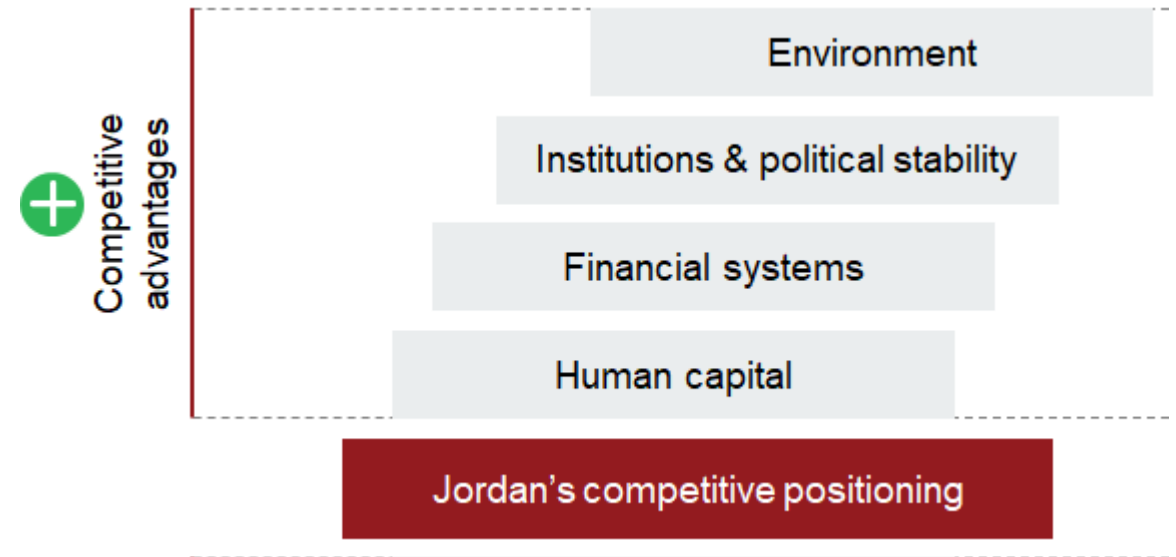 Environment
Institutions & political stability
Competitive
advantages
Financial systems
Human capital
Jordan's competitive positioning